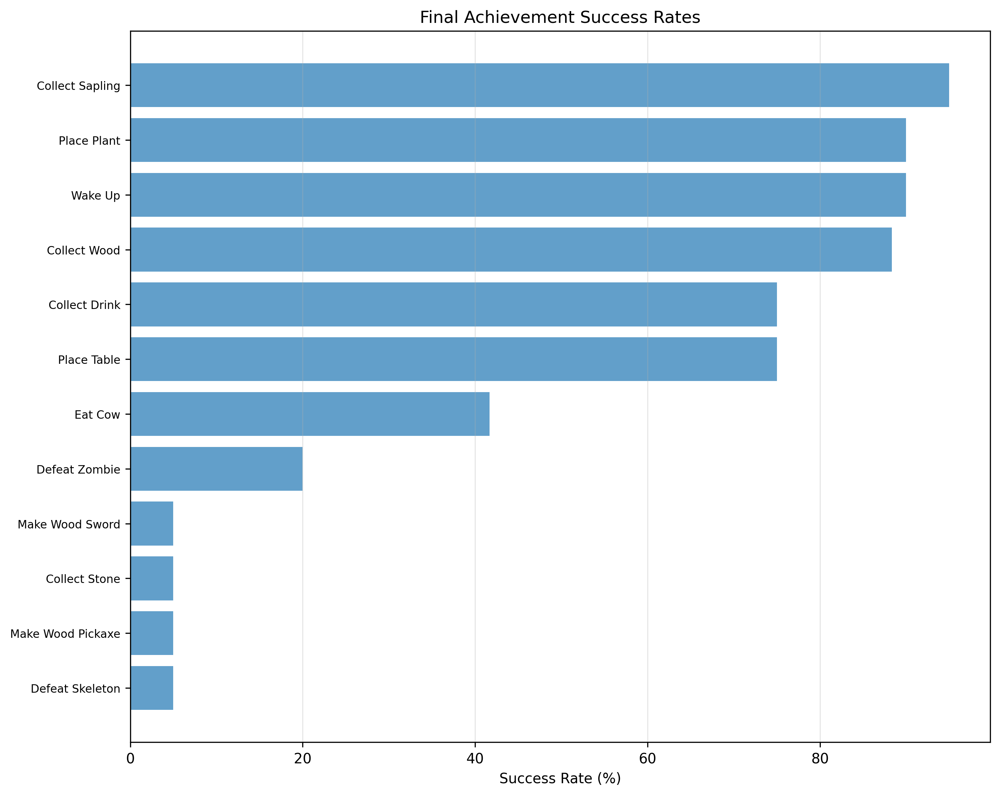 Final Achievement Success Rates
Collect Sapling
Place Plant
Wake Up
Collect Wood
Collect Drink
Place Table
Eat Cow
Defeat Zombie
Make Wood Sword
Collect Stone
Make Wood Pickaxe
Defeat Skeleton
0 20 40 60 80
Success Rate (%)